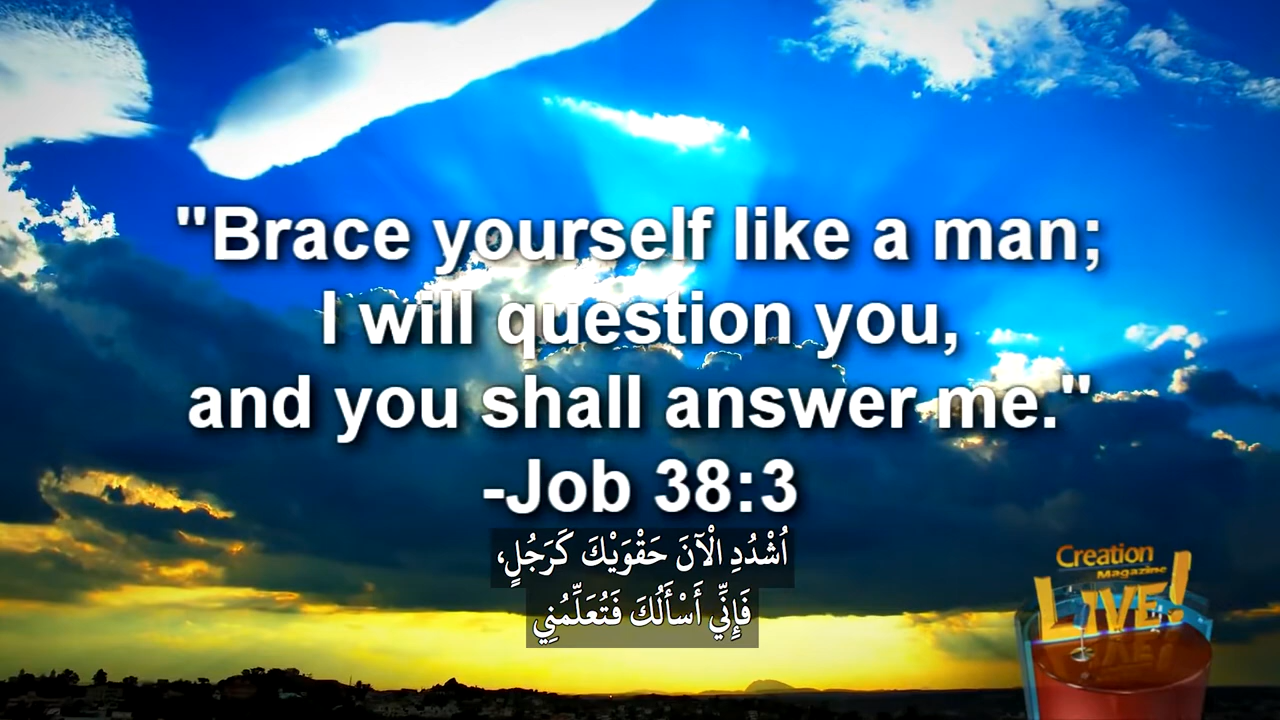 "Brace yourself like a man;
I will question you,
and you shall answer me."
-Job 38:3
اُشْدُدِ الْآنَ حَقْوَيْكَ كَرَجُلٍ،
فَإِنِّي أَسْأَلُكَ فَتُعَلِّمُنِي
Creation
Magazine
LIVE!